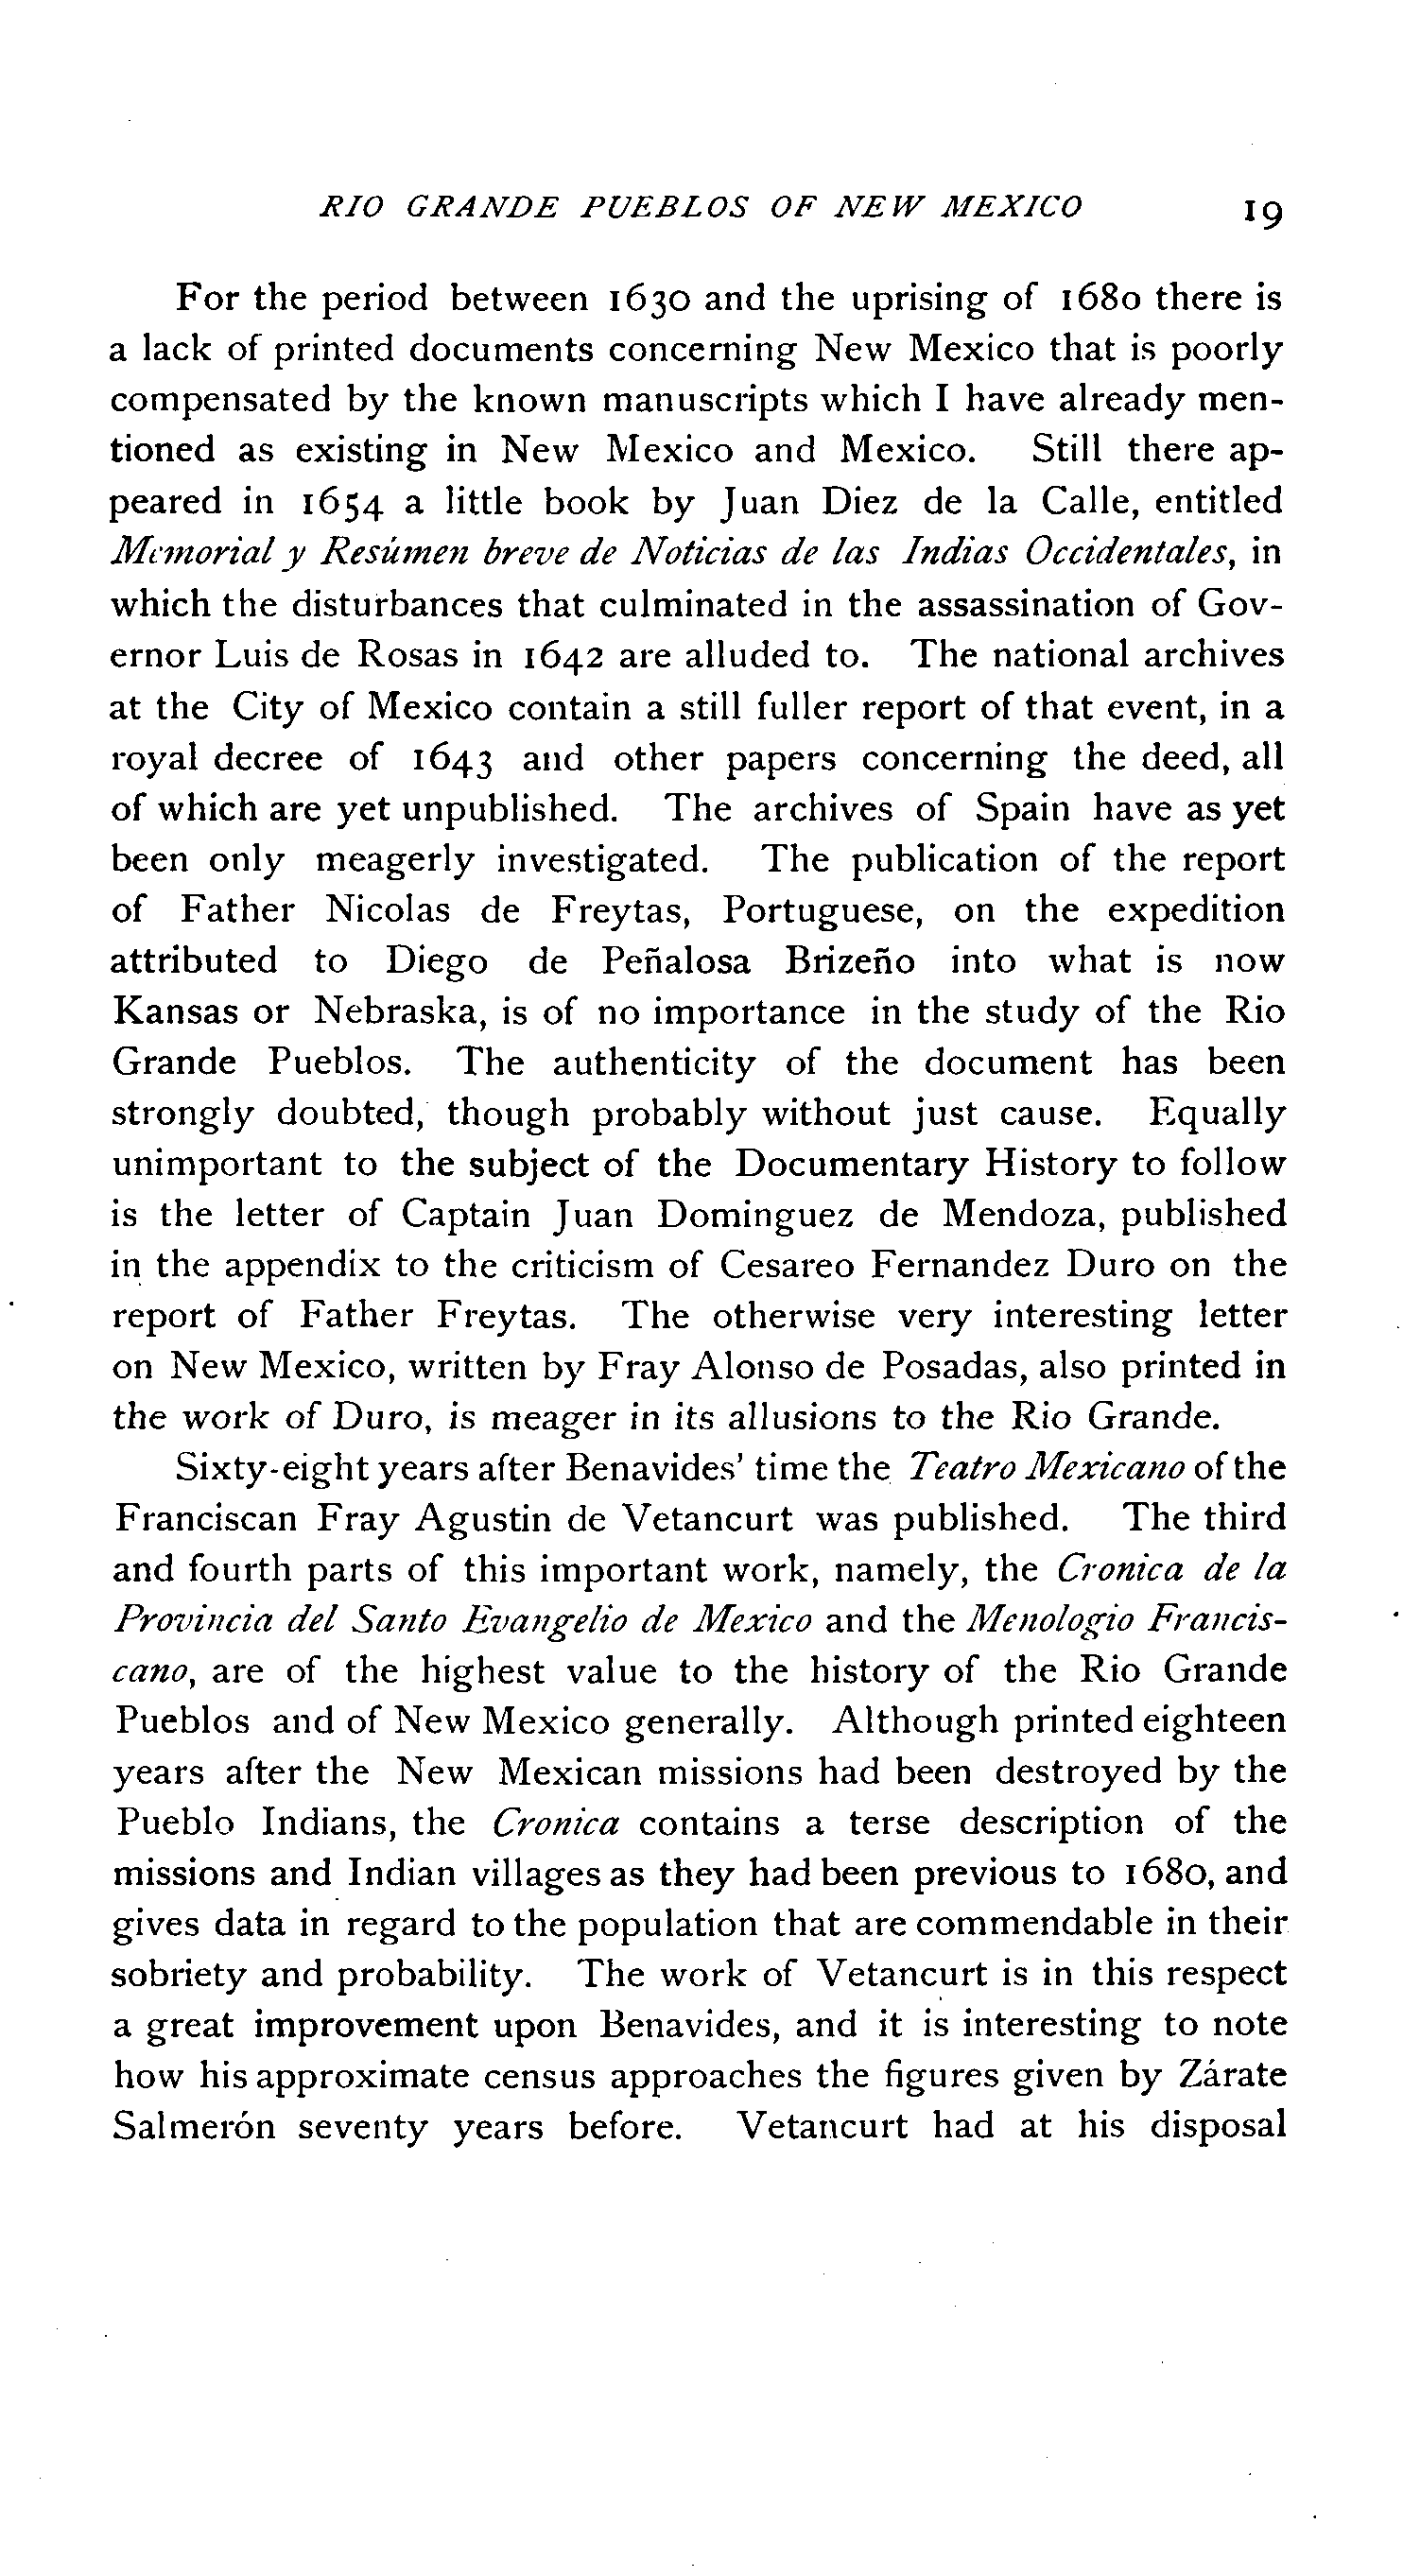 RIO GRANDE PUEBLOS OF NEW MEXICO 19
For the period between 1630 and the uprising of 1680 there is
a lack of printed documents concerning New Mexico that is poorly
compensated by the known manuscripts which I have already men-
tioned as existing in New Mexico and Mexico. Still there ap-
peared in 1654 a little book by Juan Diez de la Calle, entitled
Memorial y Resúmen breve de Noticias de las Indias Occidentales, in
which the disturbances that culminated in the assassination of Gov-
ernor Luis de Rosas in 1642 are alluded to. The national archives
at the City of Mexico contain a still fuller report of that event, in a
royal decree of 1643 and other papers concerning the deed, all
of which are yet unpublished. The archives of Spain have as yet
been only meagerly investigated. The publication of the report
of Father Nicolas de Freytas, Portuguese, on the expedition
attributed to Diego de Peñalosa Brizeño into what is now
Kansas or Nebraska, is of no importance in the study of the Rio
Grande Pueblos. The authenticity of the document has been
strongly doubted, though probably without just cause. Equally
unimportant to the subject of the Documentary History to follow
is the letter of Captain Juan Dominguez de Mendoza, published
in the appendix to the criticism of Cesareo Fernandez Duro on the
report of Father Freytas. The otherwise very interesting letter
on New Mexico, written by Fray Alonso de Posadas, also printed in
the work of Duro, is meager in its allusions to the Rio Grande.
Sixty-eight years after Benavides' time the Teatro Mexicano of the
Franciscan Fray Agustin de Vetancurt was published. The third
and fourth parts of this important work, namely, the Cronica de la
Provincia del Santo Evangelio de Mexico and the Menologio Francis-
cano, are of the highest value to the history of the Rio Grande
Pueblos and of New Mexico generally. Although printed eighteen
years after the New Mexican missions had been destroyed by the
Pueblo Indians, the Cronica contains a terse description of the
missions and Indian villages as they had been previous to 1680, and
gives data in regard to the population that are commendable in their
sobriety and probability. The work of Vetancurt is in this respect
a great improvement upon Benavides, and it is interesting to note
how his approximate census approaches the figures given by Zárate
Salmerón seventy years before. Vetancurt had at his disposal